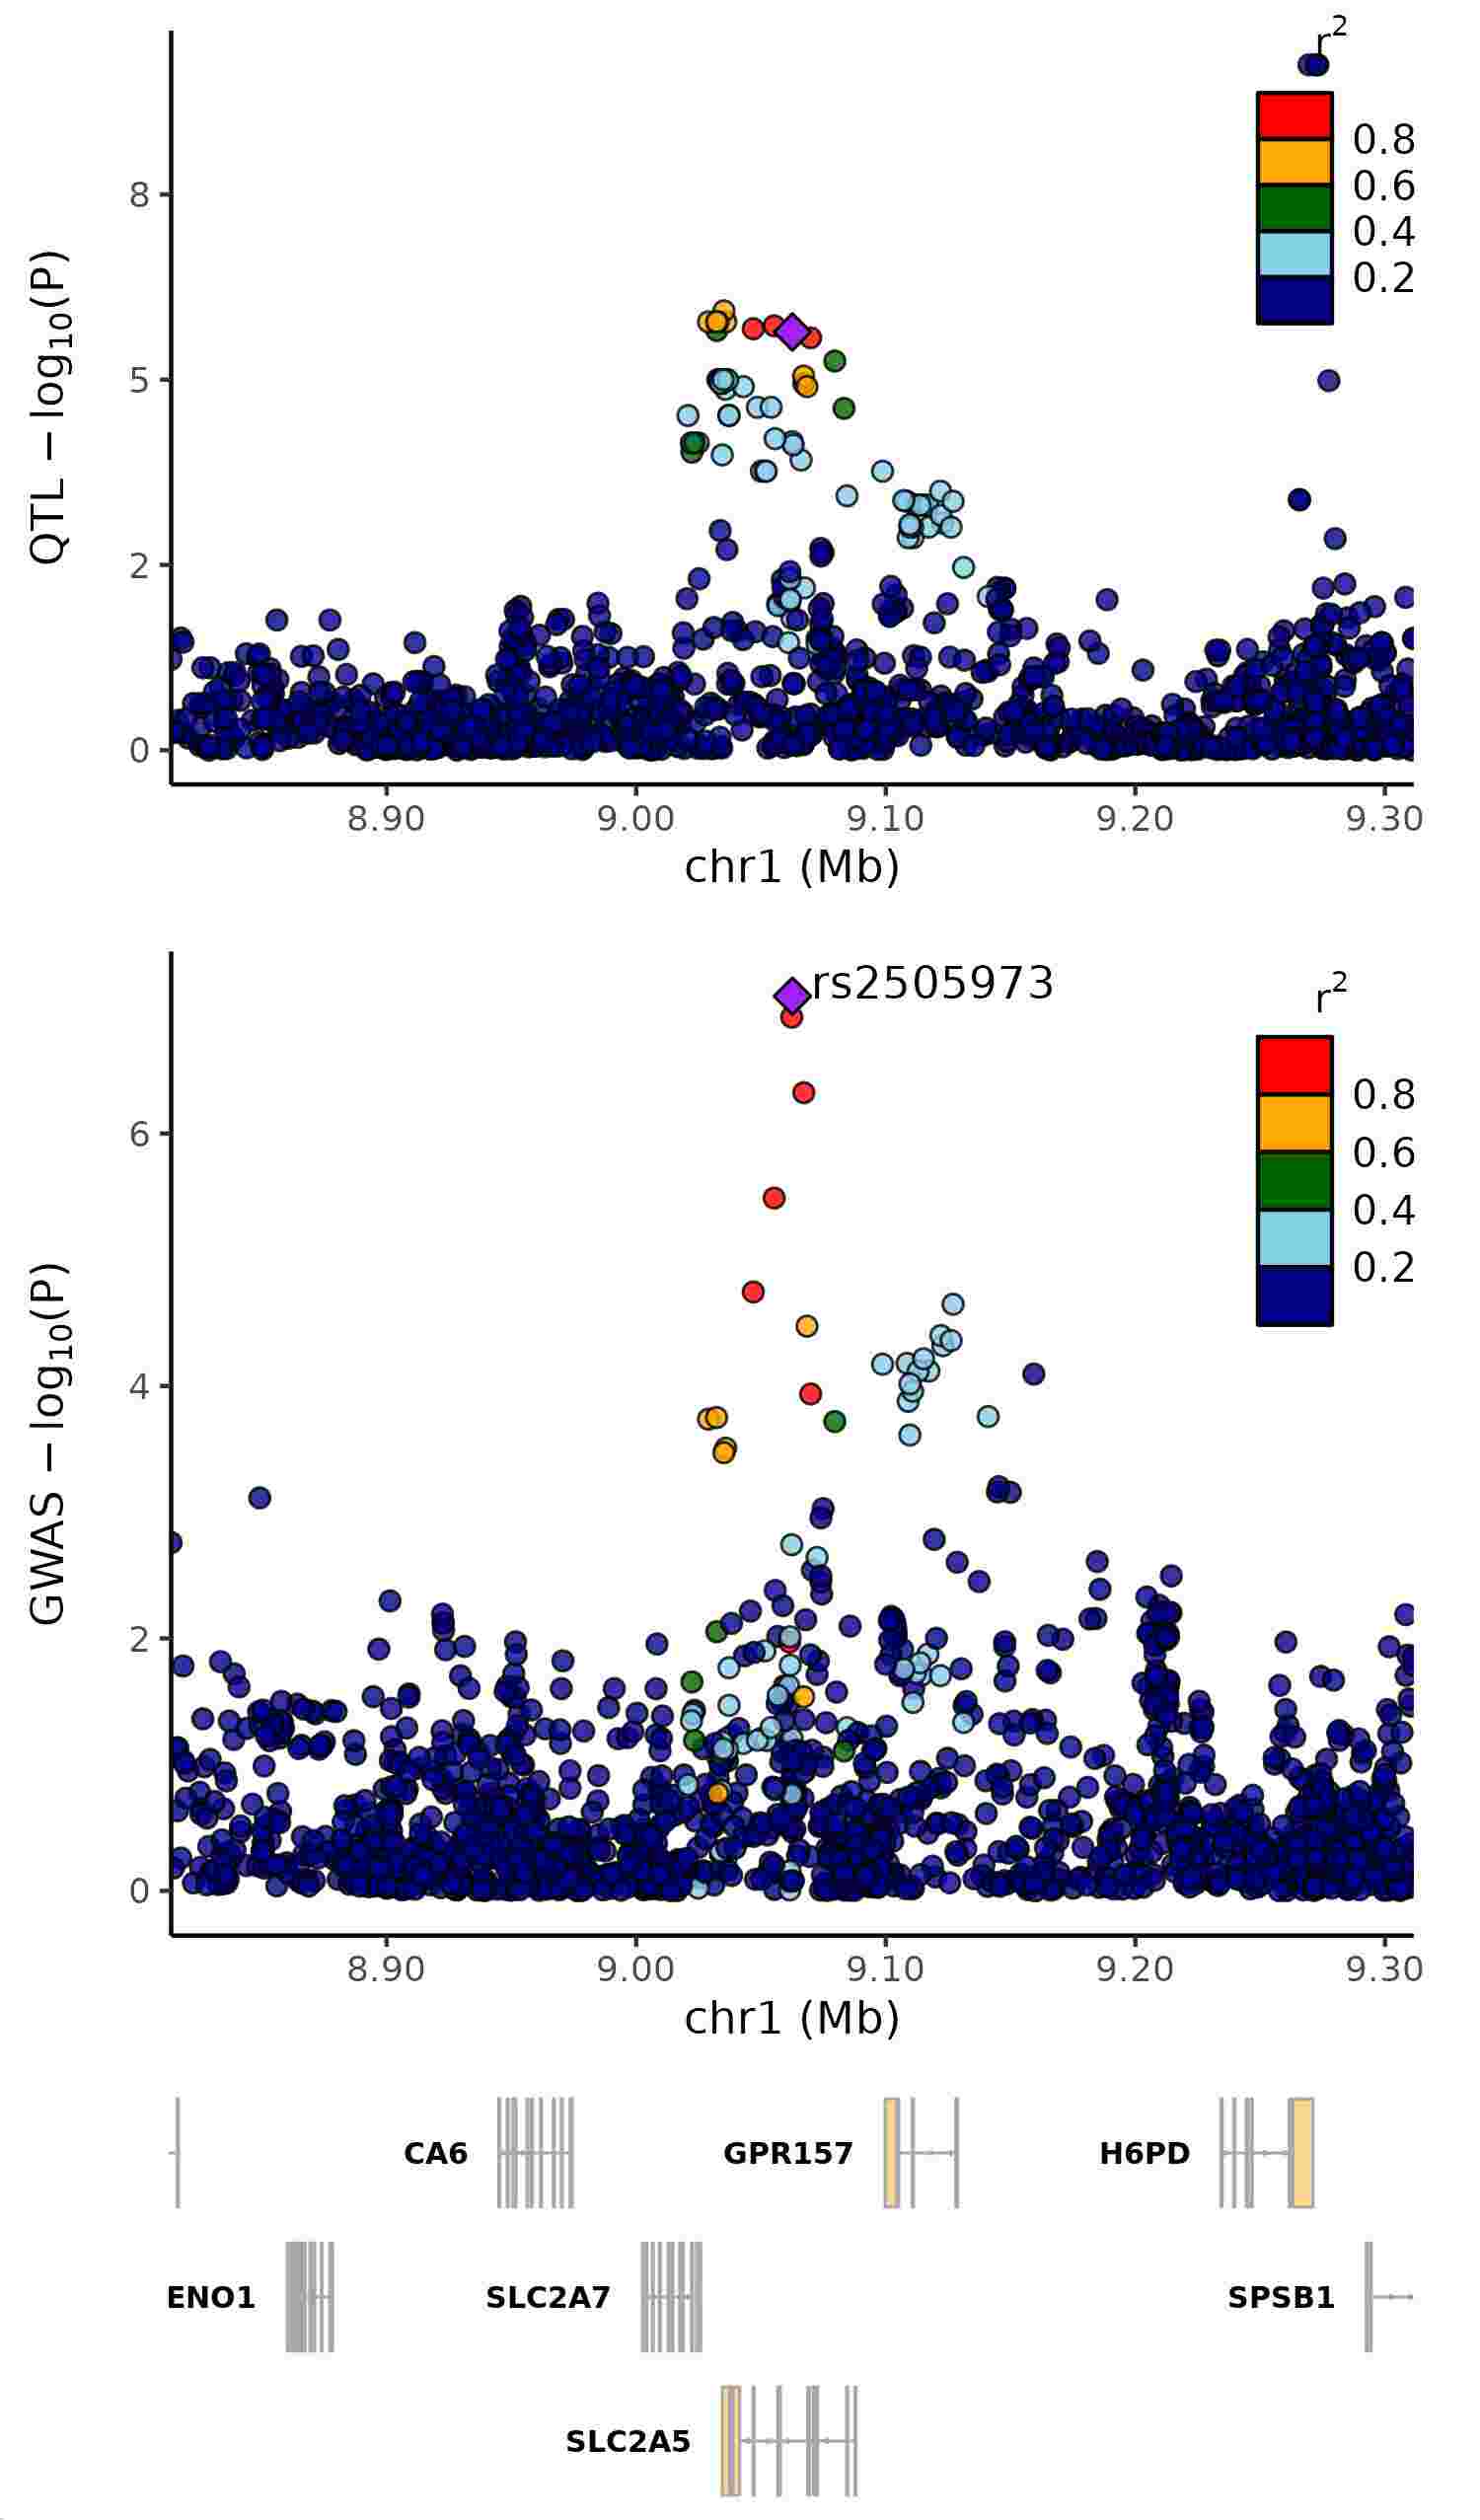 r²
0.8
0.6
0.4
0.2
QTL −log₁₀(P)
8
5
2
0
8.90 9.00 9.10 9.20 9.30
chr1 (Mb)
rs2505973
r²
0.8
0.6
0.4
0.2
GWAS −log₁₀(P)
6
4
2
0
8.90 9.00 9.10 9.20 9.30
chr1 (Mb)
CA6 GPR157 H6PD
ENO1 SLC2A7 SPSB1
SLC2A5